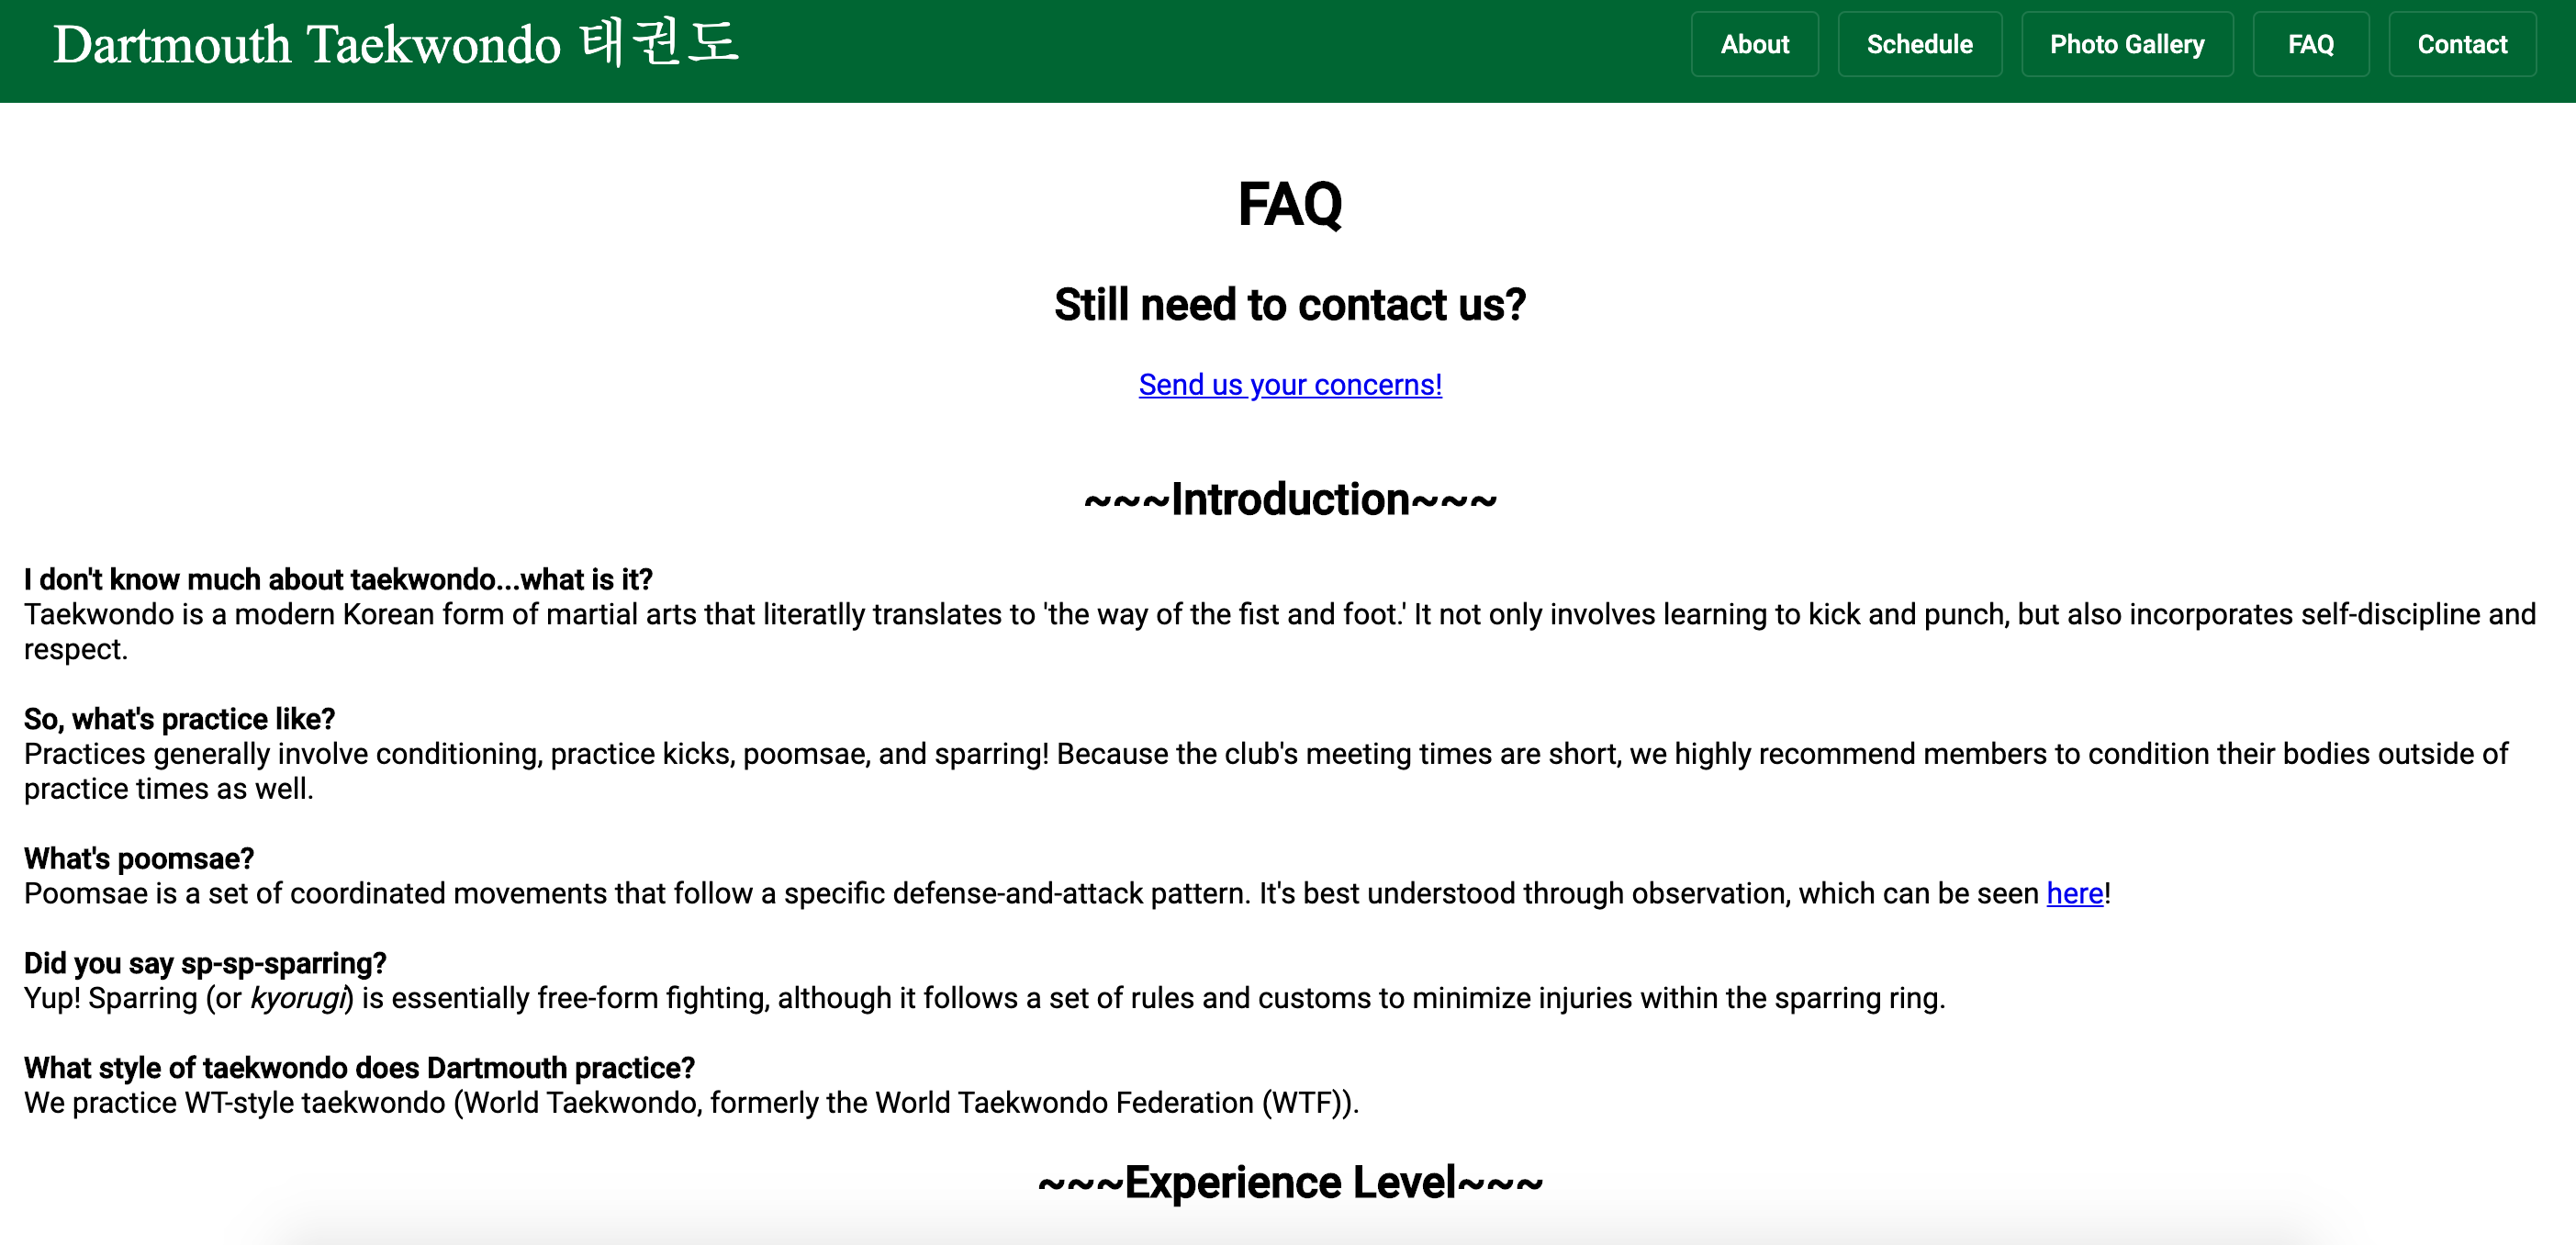 Dartmouth Taekwondo 태권도
About
Schedule
Photo Gallery
FAQ
Contact
FAQ
Still need to contact us?
Send us your concerns!
~~~Introduction~~~
I don't know much about taekwondo...what is it?
Taekwondo is a modern Korean form of martial arts that literatlly translates to 'the way of the fist and foot.' It not only involves learning to kick and punch, but also incorporates self-discipline and
respect.
So, what's practice like?
Practices generally involve conditioning, practice kicks, poomsae, and sparring! Because the club's meeting times are short, we highly recommend members to condition their bodies outside of
practice times as well.
What's poomsae?
Poomsae is a set of coordinated movements that follow a specific defense-and-attack pattern. It's best understood through observation, which can be seen here!
Did you say sp-sp-sparring?
Yup! Sparring (or kyorugi) is essentially free-form fighting, although it follows a set of rules and customs to minimize injuries within the sparring ring.
What style of taekwondo does Dartmouth practice?
We practice WT-style taekwondo (World Taekwondo, formerly the World Taekwondo Federation (WTF)).
~~~Experience Level~~~